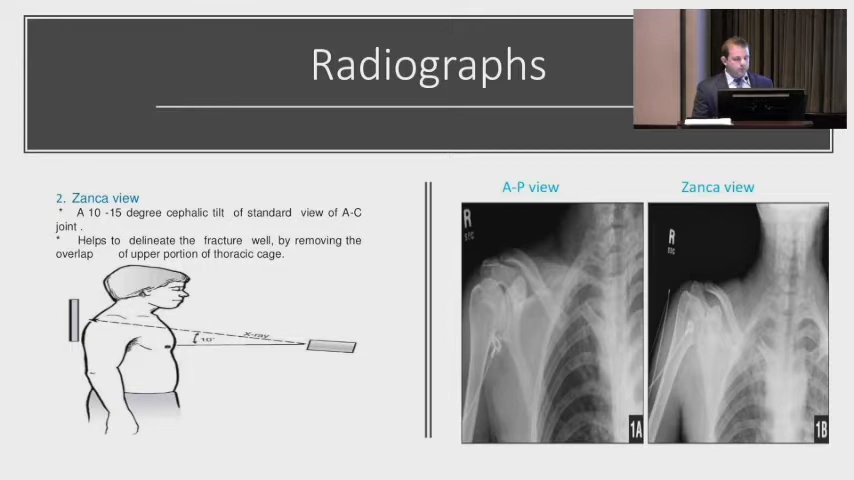 Radiographs
2. Zanca view
* A 10 -15 degree cephalic tilt of standard view of A-C
joint .
* Helps to delineate the fracture well, by removing the
overlap of upper portion of thoracic cage.
X-ray
10°
A-P view
Zanca view
R
R
1A
1B